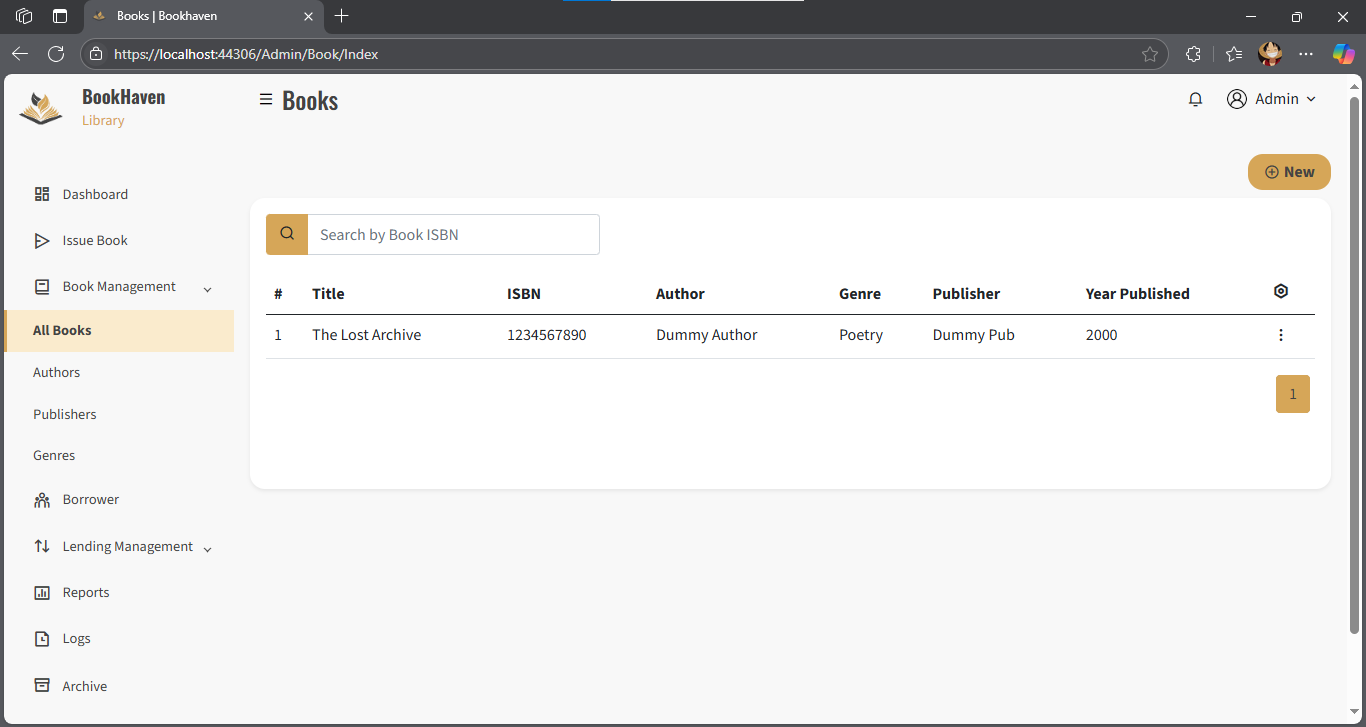 Books | Bookhaven
https://localhost:44306/Admin/Book/Index
BookHaven
Library
Books
Admin
New
Dashboard
Issue Book
Book Management
All Books
Authors
Publishers
Genres
Borrower
Lending Management
Reports
Logs
Archive
Search by Book ISBN
# Title ISBN Author Genre Publisher Year Published
1 The Lost Archive 1234567890 Dummy Author Poetry Dummy Pub 2000
1